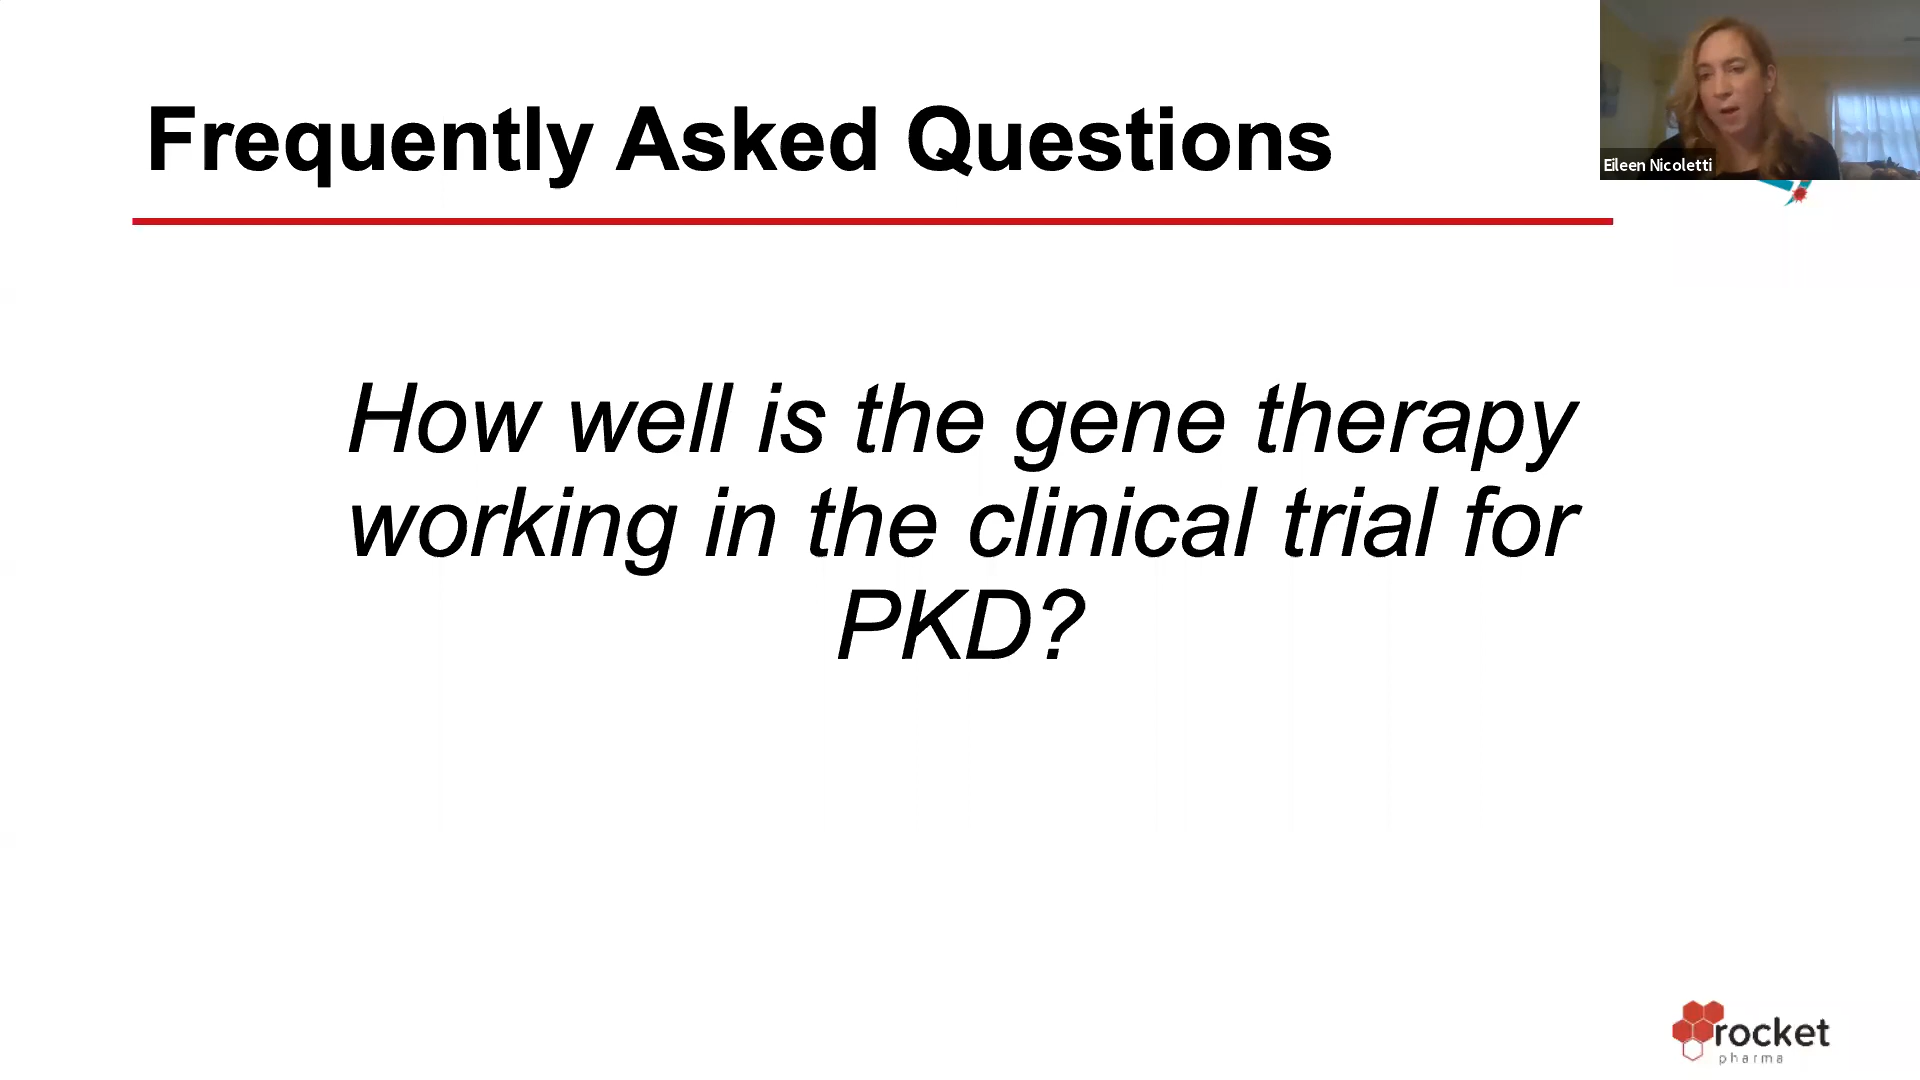 Frequently Asked Questions
Eileen Nicoletti
How well is the gene therapy
working in the clinical trial for
PKD?
rocket
pharma